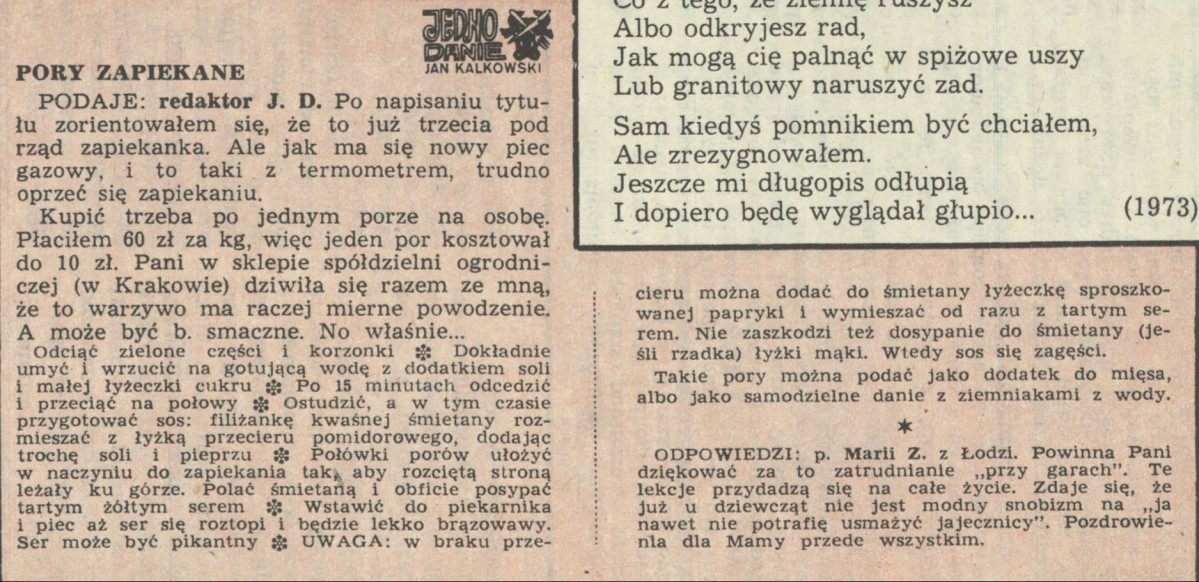 JEDNO
DANIE
JAN KALKOWSKI
PORY ZAPIEKANE
PODAJE: redaktor J. D. Po napisaniu tytu-
łu zorientowałem się, że to już trzecia pod
rząd zapiekanka. Ale jak ma się nowy piec
gazowy, i to taki z termometrem, trudno
oprzeć się zapiekaniu.
Kupić trzeba po jednym porze na osobę.
Płaciłem 60 zł za kg, więc jeden por kosztował
do 10 zł. Pani w sklepie spółdzielni ogrodni-
czej (w Krakowie) dziwiła się razem ze mną,
że to warzywo ma raczej mierne powodzenie.
A może być b. smaczne. No właśnie...
Odciąć zielone części i korzonki ❇ Dokładnie
umyć i wrzucić na gotującą wodę z dodatkiem soli
i małej łyżeczki cukru ❇ Po 15 minutach odcedzić
i przeciąć na połowy ❇ Ostudzić, a w tym czasie
przygotować sos: filiżankę kwaśnej śmietany roz-
mieszać z łyżką przecieru pomidorowego, dodając
trochę soli i pieprzu ❇ Połówki porów ułożyć
w naczyniu do zapiekania tak, aby rozciętą stroną
leżały ku górze. Polać śmietaną i obficie posypać
tartym żółtym serem ❇ Wstawić do piekarnika
i piec aż ser się roztopi i będzie lekko brązowawy.
Ser może być pikantny ❇ UWAGA: w braku prze-
cieru można dodać do śmietany łyżeczkę sproszko-
wanej papryki i wymieszać od razu z tartym se-
rem. Nie zaszkodzi też dosypanie do śmietany (je-
śli rzadka) łyżki mąki. Wtedy sos się zagęści.
Takie pory można podać jako dodatek do mięsa,
albo jako samodzielne danie z ziemniakami z wody.
*
ODPOWIEDZI: p. Marii Z. z Łodzi. Powinna Pani
dziękować za to zatrudnianie „przy garach”. Te
lekcje przydadzą się na całe życie. Zdaje się, że
już u dziewcząt nie jest modny snobizm na „ja
nawet nie potrafię usmażyć jajecznicy”. Pozdrowie-
nia dla Mamy przede wszystkim.
Co z tego, że ziemię ruszysz
Albo odkryjesz rad,
Jak mogą cię palnąć w spiżowe uszy
Lub granitowy naruszyć zad.
Sam kiedyś pomnikiem być chciałem,
Ale zrezygnowałem.
Jeszcze mi długopis odłupią
I dopiero będę wyglądał głupio... (1973)